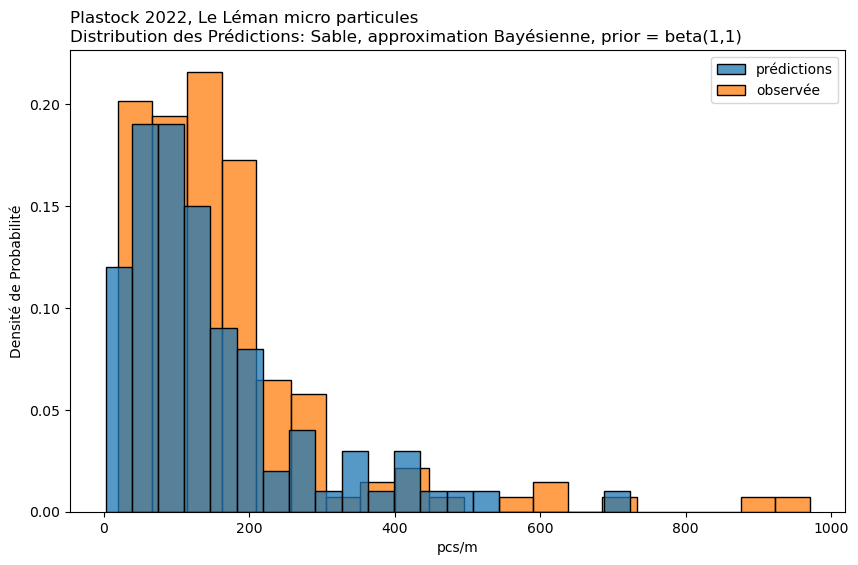 Plastock 2022, Le Léman micro particules
Distribution des Prédictions: Sable, approximation Bayésienne, prior = beta(1,1)
prédictions
observée
Densité de Probabilité
0.20
0.15
0.10
0.05
0.00
0
200
400
600
800
1000
pcs/m